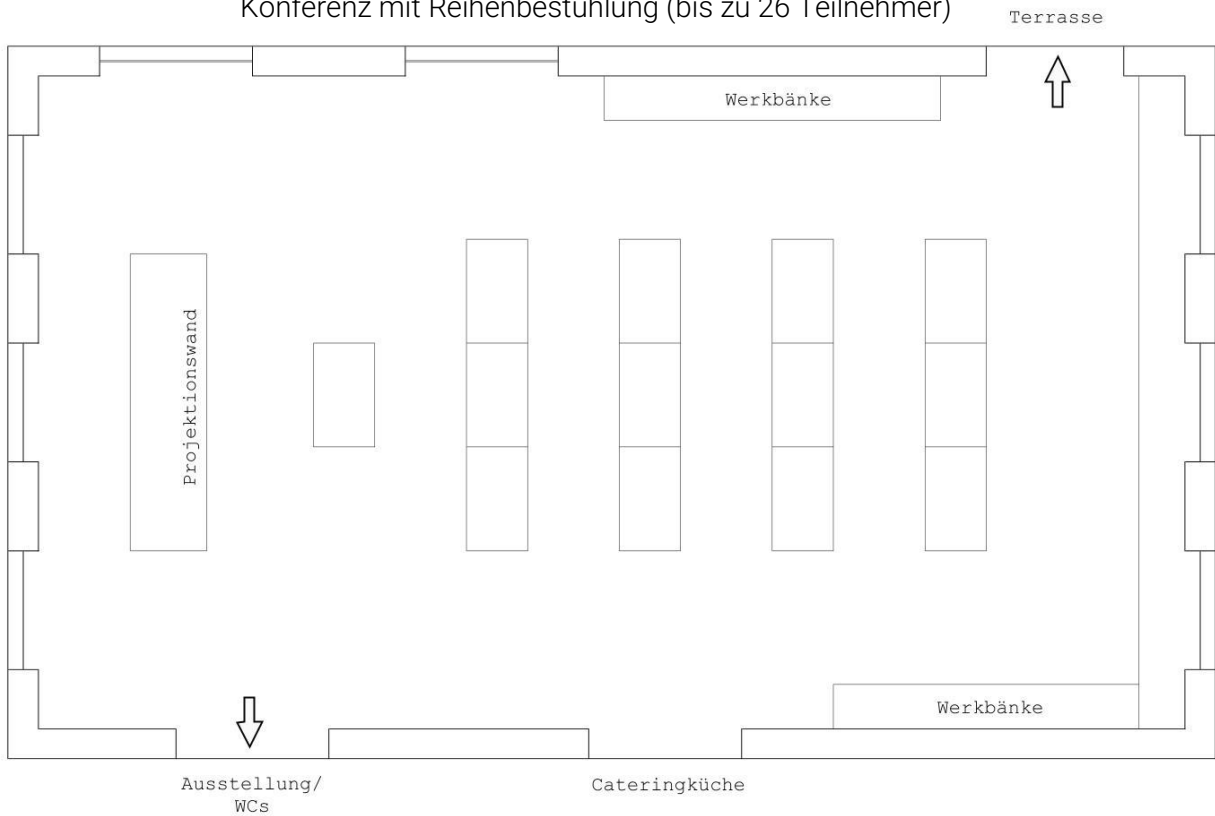 Konferenz mit Reihenbestuhlung (bis zu 26 Teilnehmer)
Terrasse
Werkbänke
Projektionswand
Werkbänke
Ausstellung/
WCs
Cateringküche